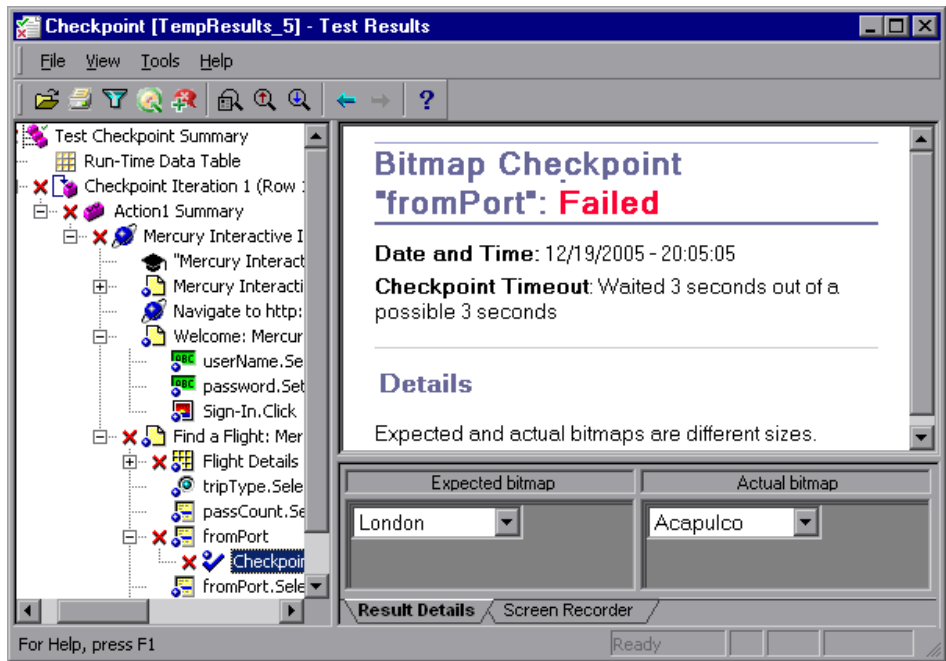 Checkpoint [TempResults_5] - Test Results
File View Tools Help
Test Checkpoint Summary
Run-Time Data Table
Checkpoint Iteration 1 (Row
Action1 Summary
Mercury Interactive I
"Mercury Interact
Mercury Interacti
Navigate to http:
Welcome: Mercur
ABC userName.Se
ABC password.Set
Sign-In.Click
Find a Flight: Mer
Flight Details
tripType.Sele
passCount.Se
fromPort
Checkpoin
fromPort.Sele
Bitmap Checkpoint
"fromPort": Failed
Date and Time: 12/19/2005 - 20:05:05
Checkpoint Timeout: Waited 3 seconds out of a
possible 3 seconds
Details
Expected and actual bitmaps are different sizes.
Expected bitmap Actual bitmap
London Acapulco
Result Details Screen Recorder
For Help, press F1 Ready